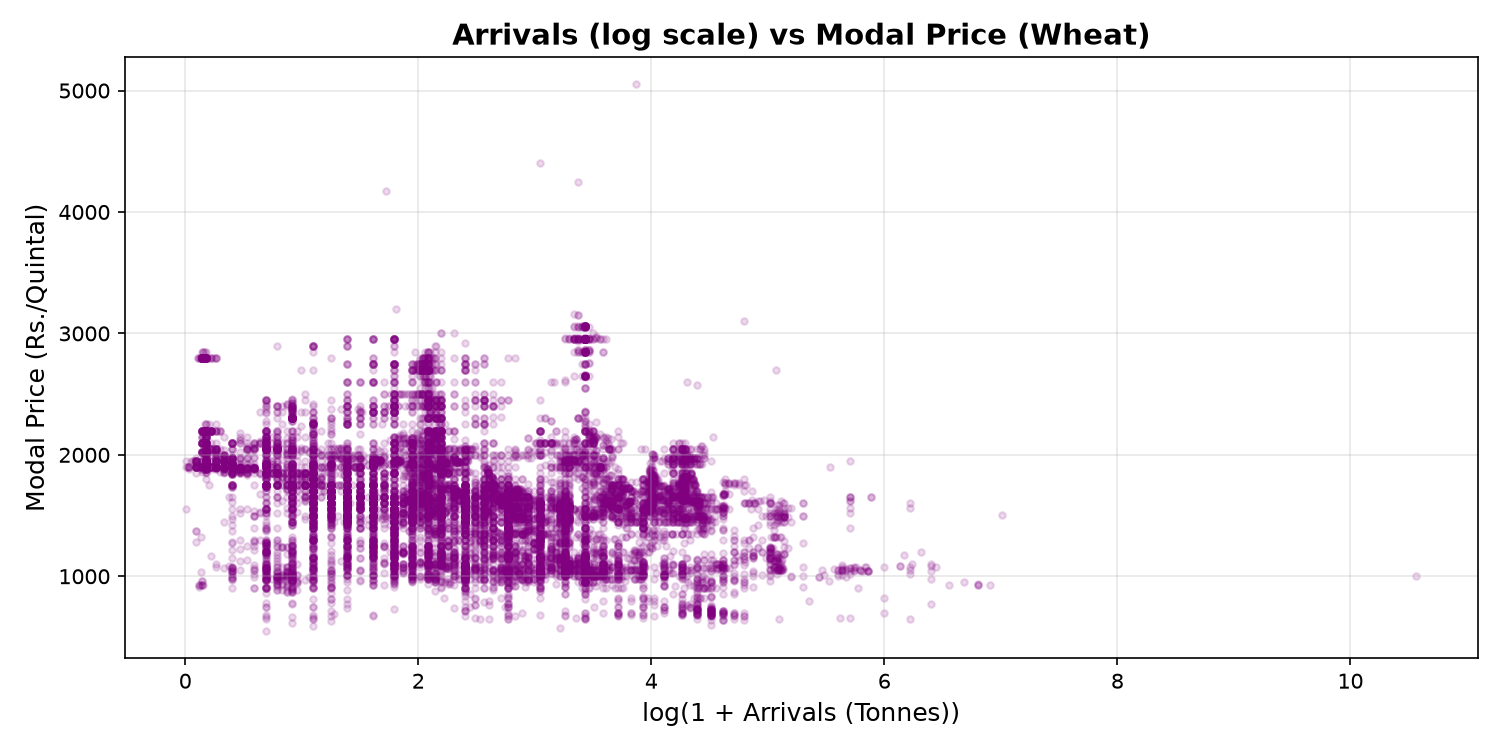 Arrivals (log scale) vs Modal Price (Wheat)
Modal Price (Rs./Quintal)
5000
4000
3000
2000
1000
0 2 4 6 8 10
log(1 + Arrivals (Tonnes))